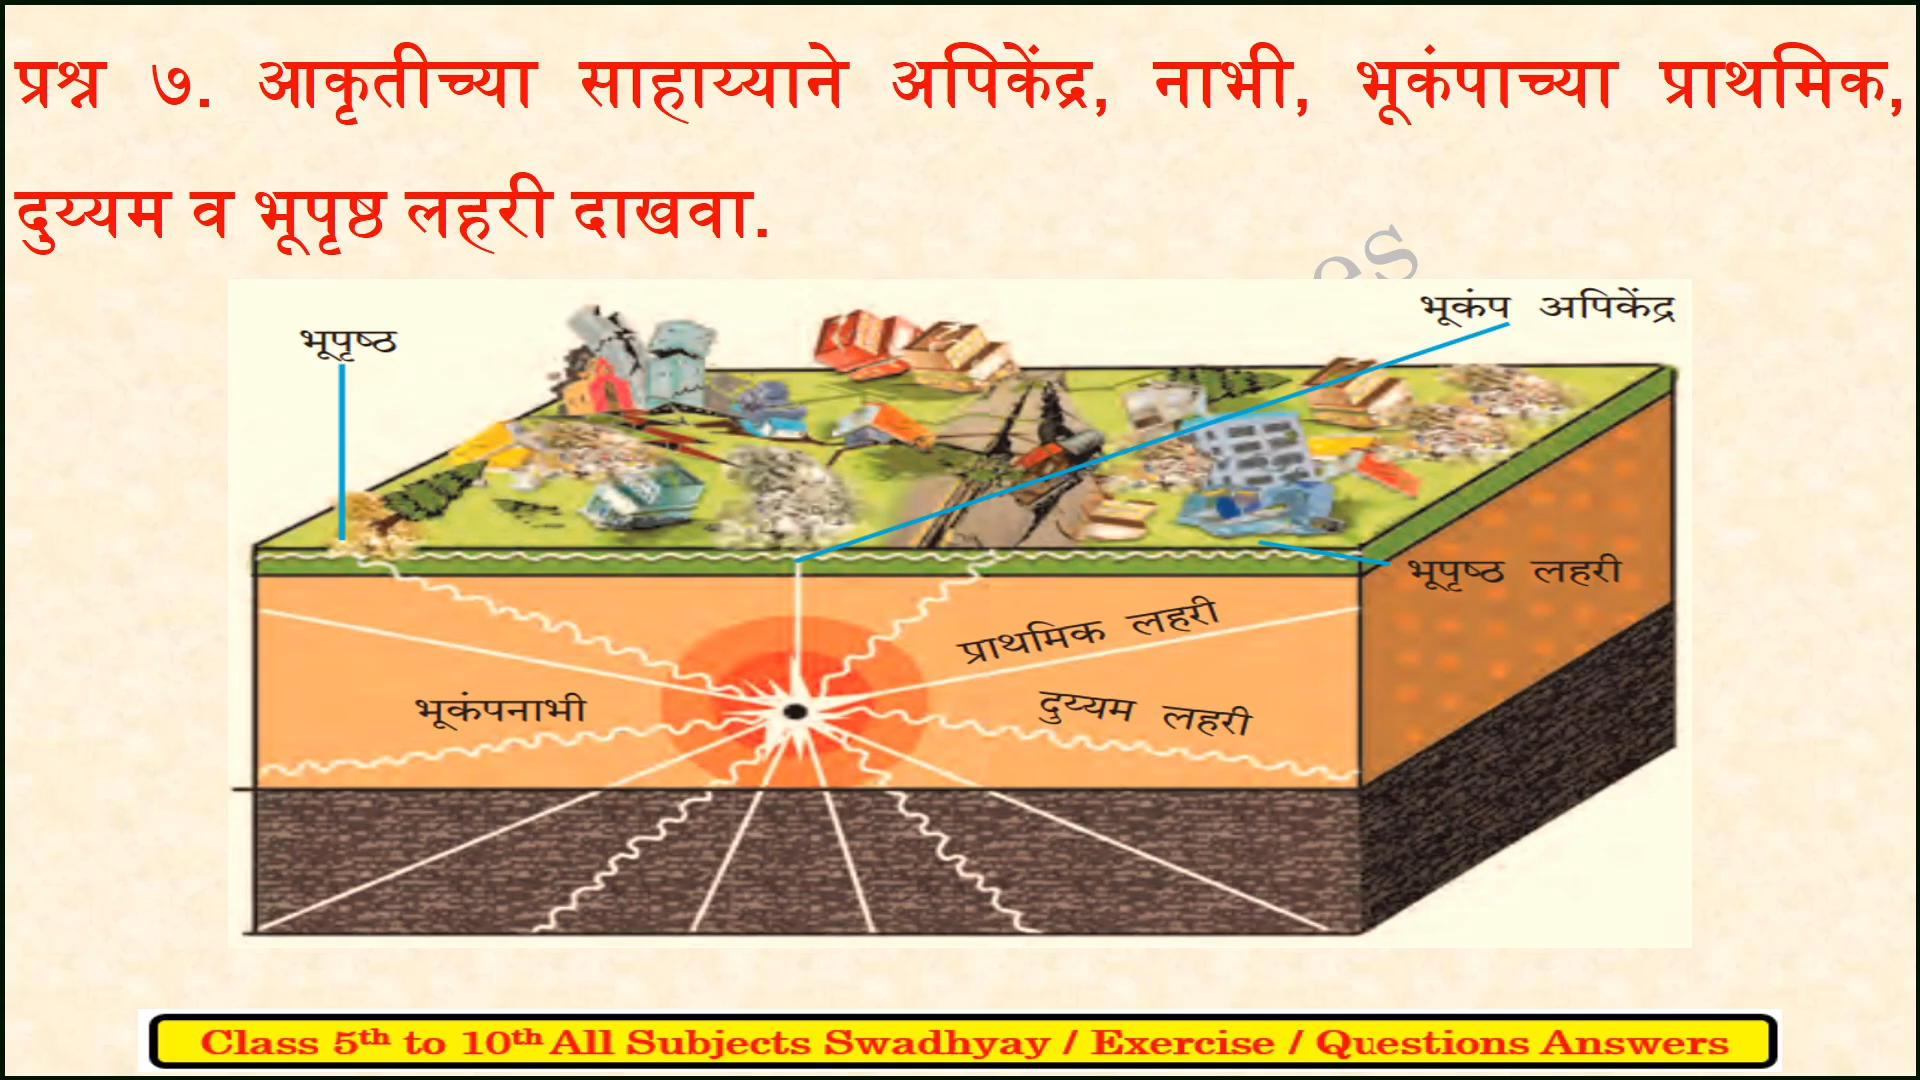 प्रश्न ७. आकृतीच्या साहाय्याने अपिकेंद्र, नाभी, भूकंपाच्या प्राथमिक,
दुय्यम व भूपृष्ठ लहरी दाखवा.
es
भूकंप अपिकेंद्र
भूपृष्ठ
भूपृष्ठ लहरी
प्राथमिक लहरी
भूकंपनाभी
दुय्यम लहरी
Class 5th to 10th All Subjects Swadhyay / Exercise / Questions Answers